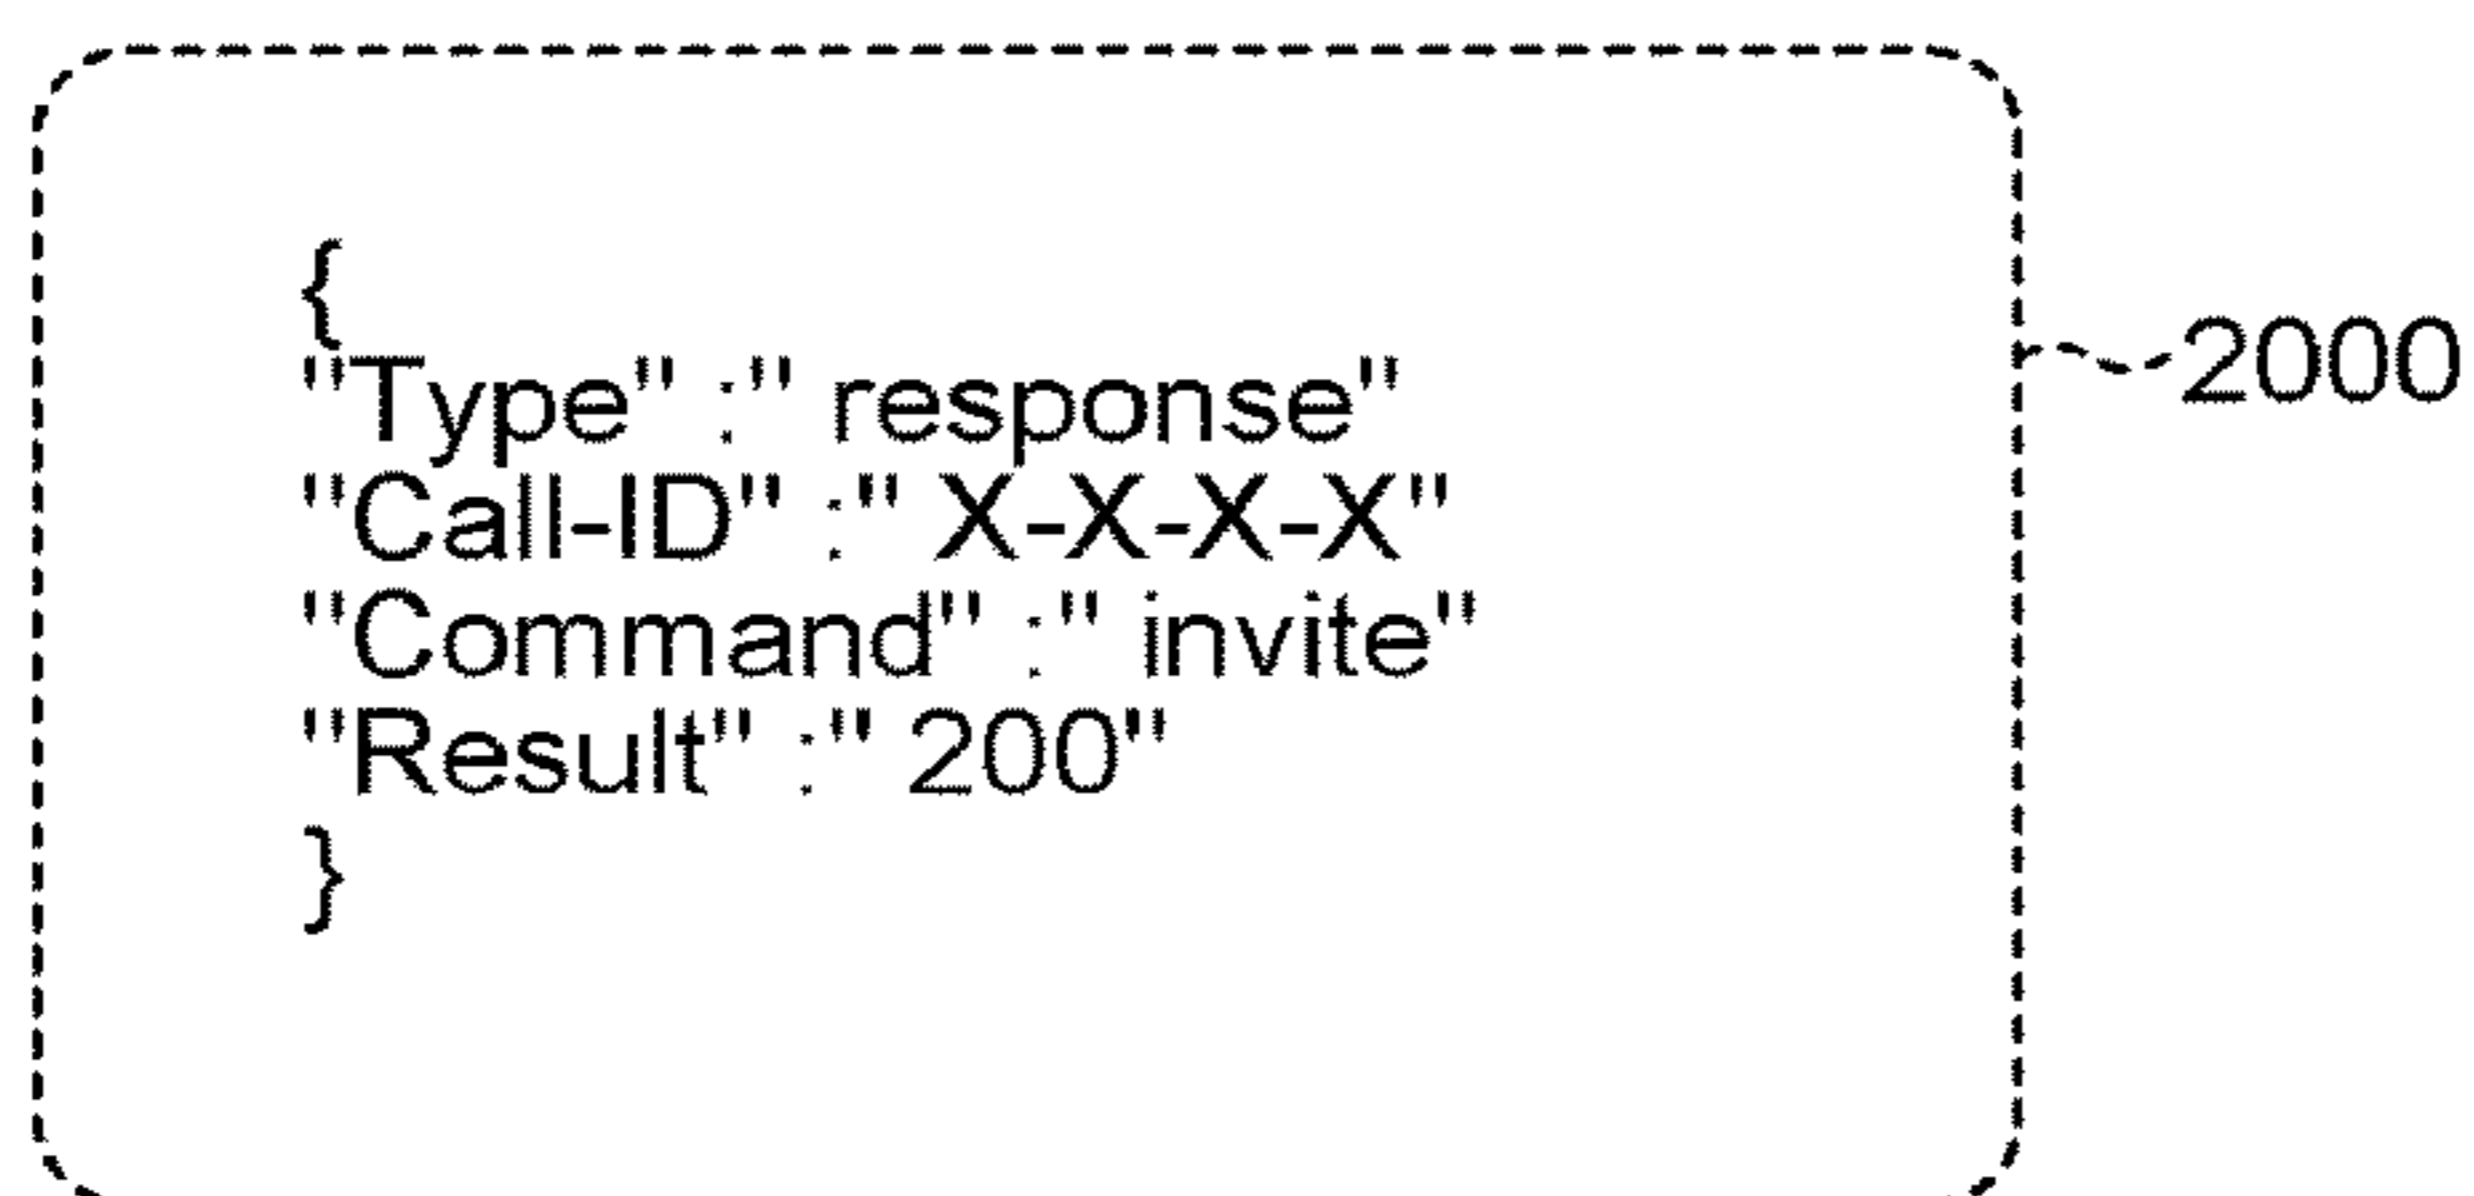 {
"Type" :" response"
"Call-ID" :" X-X-X-X"
"Command" :" invite"
"Result" :" 200"
}
2000